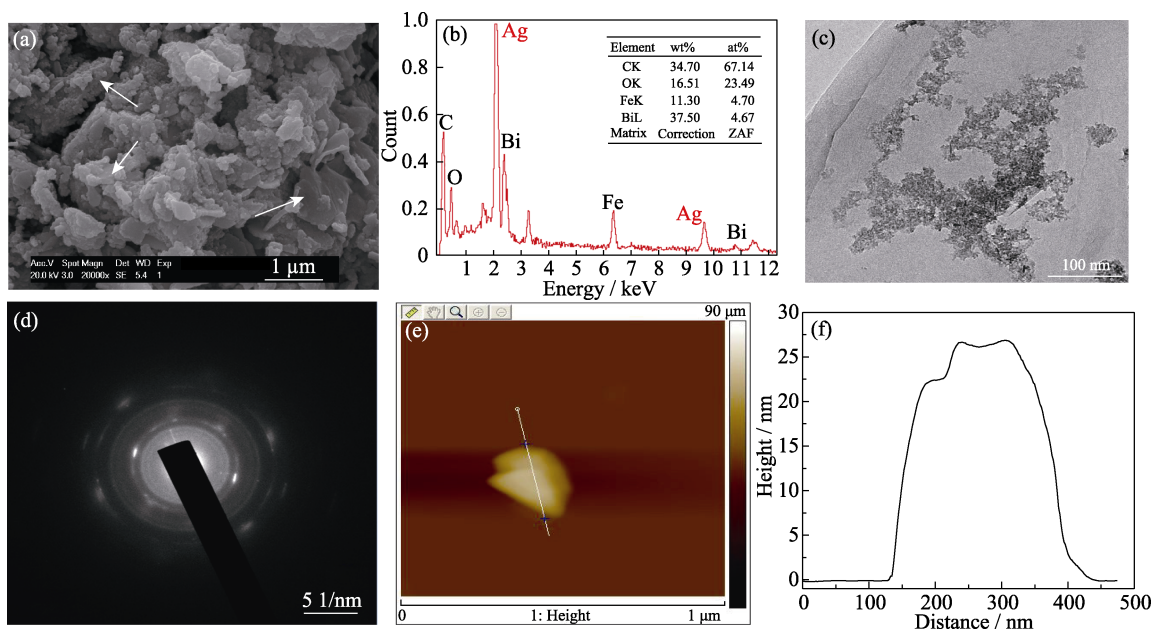 (a)
Acc.V Spot Magn Det WD Exp
20.0 kV 3.0 20000x SE 5.4 1
1 μm
(b)
Count
1.0
0.8
0.6
0.4
0.2
0
C
O
Ag
Bi
Fe
Ag
Bi
Element wt% at%
CK 34.70 67.14
OK 16.51 23.49
FeK 11.30 4.70
BiL 37.50 4.67
Matrix Correction ZAF
1 2 3 4 5 6 7 8 9 10 11 12
Energy / keV
(c)
100 nm
(d)
5 1/nm
(e)
90 μm
0 1: Height 1 μm
(f)
Height / nm
30
25
20
15
10
5
0
0 100 200 300 400 500
Distance / nm